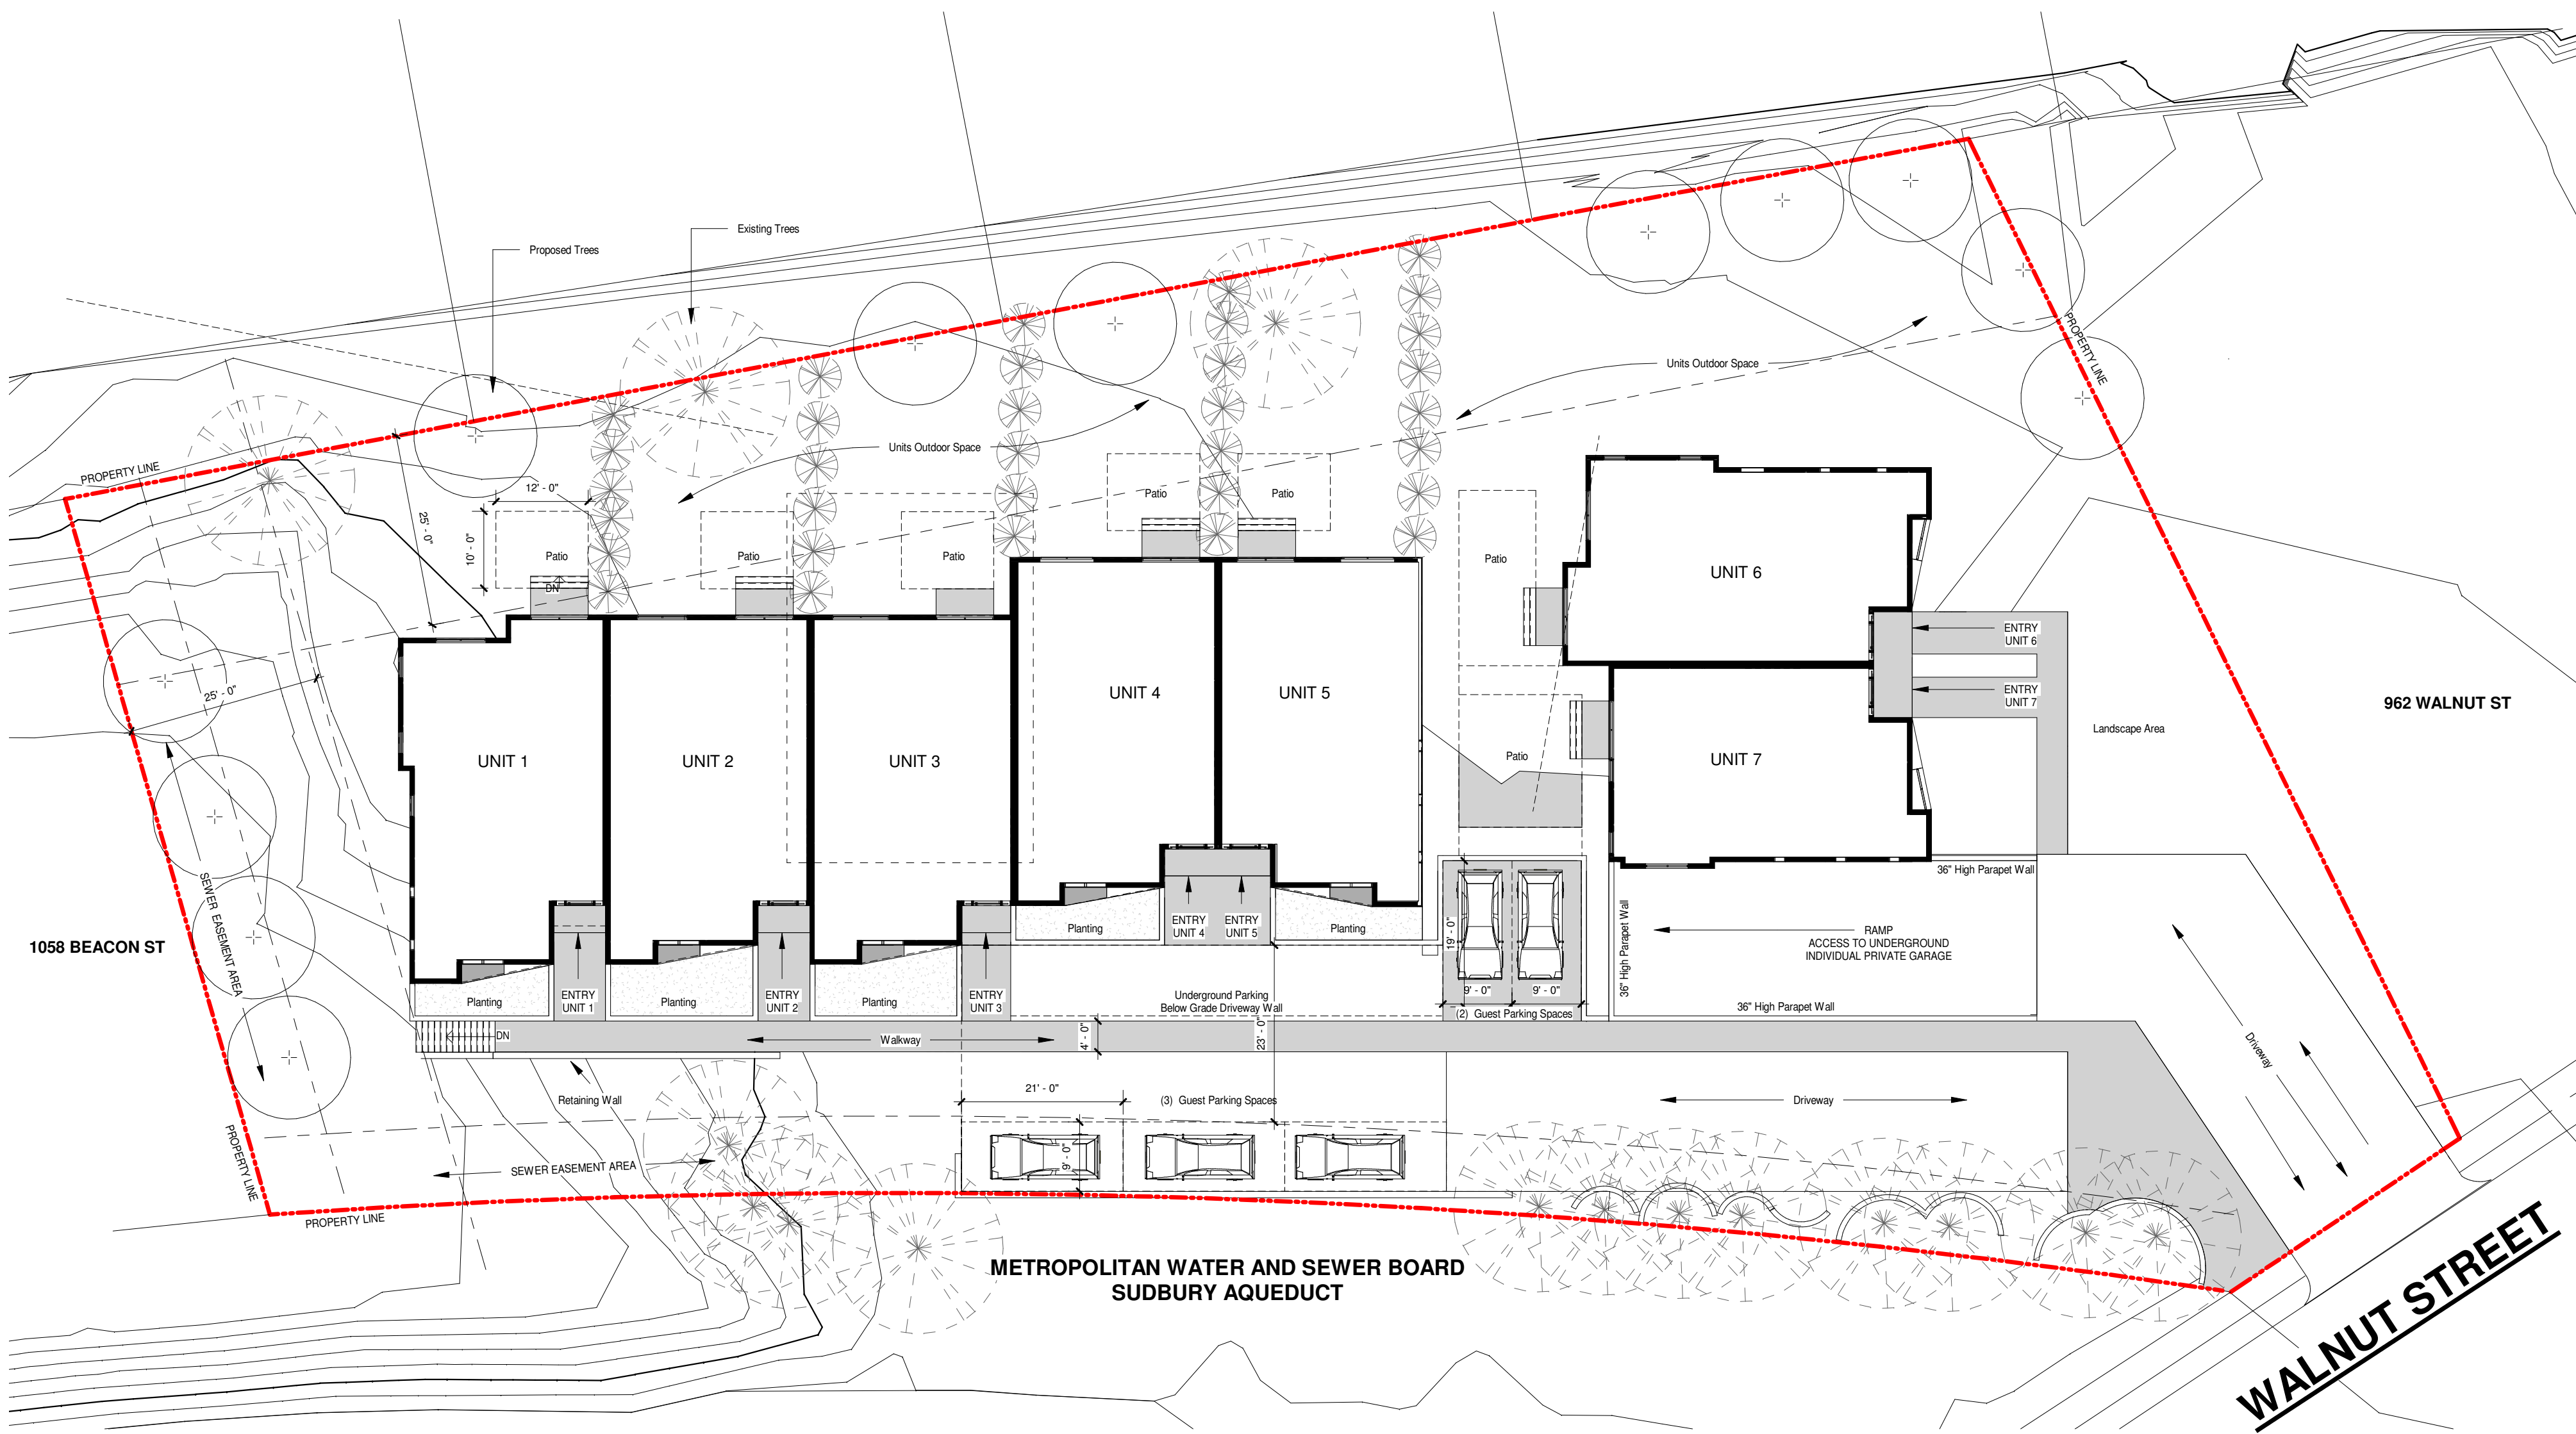 Existing Trees
Proposed Trees
PROPERTY LINE
Units Outdoor Space
PROPERTY LINE
Units Outdoor Space
12' - 0"
25' - 0"
10' - 0"
Patio
DN
Patio
Patio
Patio
Patio
Patio
UNIT 6
ENTRY
UNIT 6
25' - 0"
UNIT 4
UNIT 5
ENTRY
UNIT 7
962 WALNUT ST
Landscape Area
UNIT 1
UNIT 2
UNIT 3
Patio
UNIT 7
36" High Parapet Wall
SEWER EASEMENT AREA
1058 BEACON ST
Planting
ENTRY
UNIT 4
ENTRY
UNIT 5
Planting
19' - 0"
36" High Parapet Wall
RAMP
ACCESS TO UNDERGROUND
INDIVIDUAL PRIVATE GARAGE
Planting
ENTRY
UNIT 1
Planting
ENTRY
UNIT 2
Planting
ENTRY
UNIT 3
Underground Parking
Below Grade Driveway Wall
9' - 0"
9' - 0"
(2) Guest Parking Spaces
36" High Parapet Wall
DN
Walkway
4' - 0"
23' - 0"
Driveway
Retaining Wall
21' - 0"
(3) Guest Parking Spaces
Driveway
9' - 0"
PROPERTY LINE
SEWER EASEMENT AREA
PROPERTY LINE
METROPOLITAN WATER AND SEWER BOARD
SUDBURY AQUEDUCT
WALNUT STREET